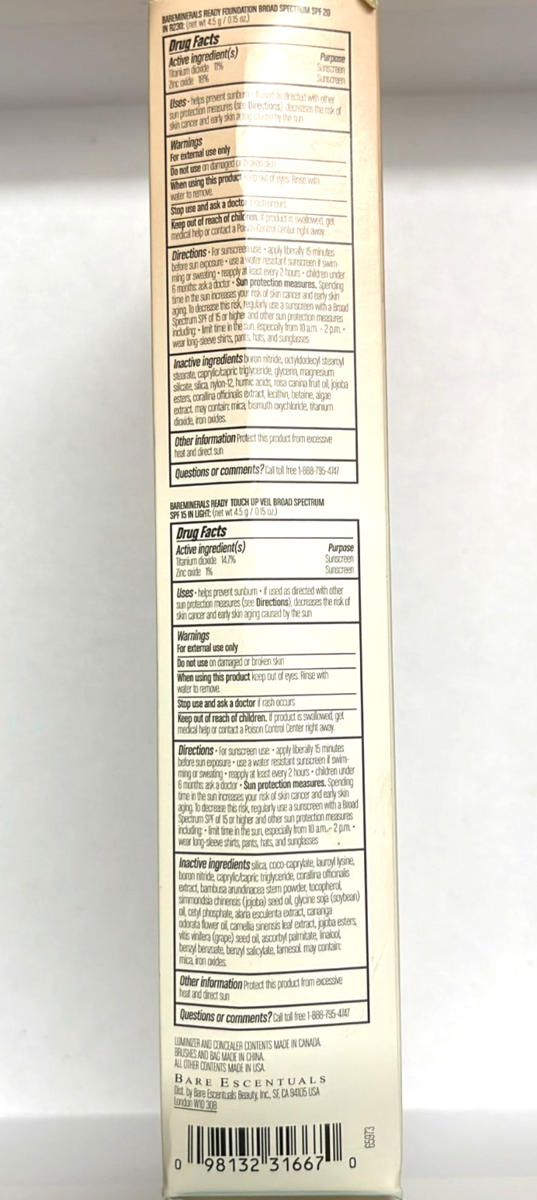 BAREMINERALS READY FOUNDATION BROAD SPECTRUM SPF 20
IN R230: (net wt 4.5 g / 0.15 oz.)
Drug Facts
Active ingredient(s) Purpose
Titanium dioxide 11% Sunscreen
Zinc oxide 18% Sunscreen
Uses • helps prevent sunburn • if used as directed with other
sun protection measures (see Directions), decreases the risk of
skin cancer and early skin aging caused by the sun
Warnings
For external use only
Do not use on damaged or broken skin
When using this product keep out of eyes. Rinse with
water to remove.
Stop use and ask a doctor if rash occurs
Keep out of reach of children. If product is swallowed, get
medical help or contact a Poison Control Center right away.
Directions • For sunscreen use: • apply liberally 15 minutes
before sun exposure • use a water resistant sunscreen if swim-
ming or sweating • reapply at least every 2 hours • children under
6 months: ask a doctor • Sun protection measures. Spending
time in the sun increases your risk of skin cancer and early skin
aging. To decrease this risk, regularly use a sunscreen with a Broad
Spectrum SPF of 15 or higher and other sun protection measures
including: • limit time in the sun, especially from 10 a.m. - 2 p.m. •
wear long-sleeve shirts, pants, hats, and sunglasses
Inactive ingredients boron nitride, octyldodecyl stearoyl
stearate, caprylic/capric triglyceride, glycerin, magnesium
silicate, silica, nylon-12, humic acids, rosa canina fruit oil, jojoba
esters, corallina officinalis extract, lecithin, betaine, algae
extract. may contain: mica, bismuth oxychloride, titanium
dioxide, iron oxides.
Other information Protect this product from excessive
heat and direct sun
Questions or comments? Call toll free 1-888-795-4747
BAREMINERALS READY TOUCH UP VEIL BROAD SPECTRUM
SPF 15 IN LIGHT: (net wt 4.5 g / 0.15 oz.)
Drug Facts
Active ingredient(s) Purpose
Titanium dioxide 14.7% Sunscreen
Zinc oxide 1% Sunscreen
Uses • helps prevent sunburn • if used as directed with other
sun protection measures (see Directions), decreases the risk of
skin cancer and early skin aging caused by the sun
Warnings
For external use only
Do not use on damaged or broken skin
When using this product keep out of eyes. Rinse with
water to remove.
Stop use and ask a doctor if rash occurs
Keep out of reach of children. If product is swallowed, get
medical help or contact a Poison Control Center right away.
Directions • For sunscreen use: • apply liberally 15 minutes
before sun exposure • use a water resistant sunscreen if swim-
ming or sweating • reapply at least every 2 hours • children under
6 months: ask a doctor • Sun protection measures. Spending
time in the sun increases your risk of skin cancer and early skin
aging. To decrease this risk, regularly use a sunscreen with a Broad
Spectrum SPF of 15 or higher and other sun protection measures
including: • limit time in the sun, especially from 10 a.m.- 2 p.m. •
wear long-sleeve shirts, pants, hats, and sunglasses
Inactive ingredients silica, coco-caprylate, lauroyl lysine,
boron nitride, caprylic/capric triglyceride, corallina officinalis
extract, bambusa arundinacea stem powder, tocopherol,
simmondsia chinensis (jojoba) seed oil, glycine soja (soybean)
oil, cetyl phosphate, alaria esculenta extract, cananga
odorata flower oil, camellia sinensis leaf extract, jojoba esters,
vitis vinifera (grape) seed oil, ascorbyl palmitate, linalool,
benzyl benzoate, benzyl salicylate, farnesol. may contain:
mica, iron oxides.
Other information Protect this product from excessive
heat and direct sun
Questions or comments? Call toll free 1-888-795-4747
LUMINIZER AND CONCEALER CONTENTS MADE IN CANADA.
BRUSHES AND BAG MADE IN CHINA.
ALL OTHER CONTENTS MADE IN USA.
BARE ESCENTUALS
Dist. by Bare Escentuals Beauty, Inc., SF, CA 94105 USA
London W10 3GB
65973
0 98132 31667 0